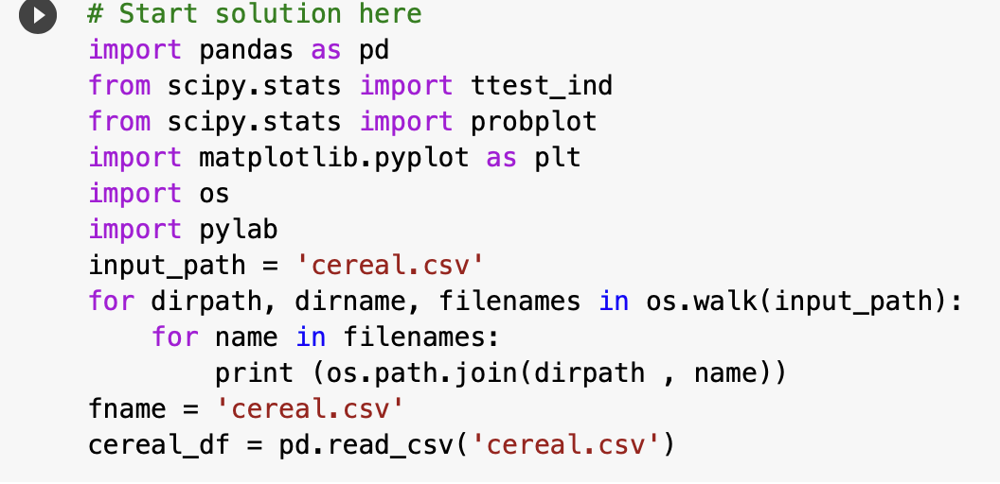 # Start solution here
import pandas as pd
from scipy.stats import ttest_ind
from scipy.stats import probplot
import matplotlib.pyplot as plt
import os
import pylab
input_path = 'cereal.csv'
for dirpath, dirname, filenames in os.walk(input_path):
    for name in filenames:
        print (os.path.join(dirpath , name))
fname = 'cereal.csv'
cereal_df = pd.read_csv('cereal.csv')